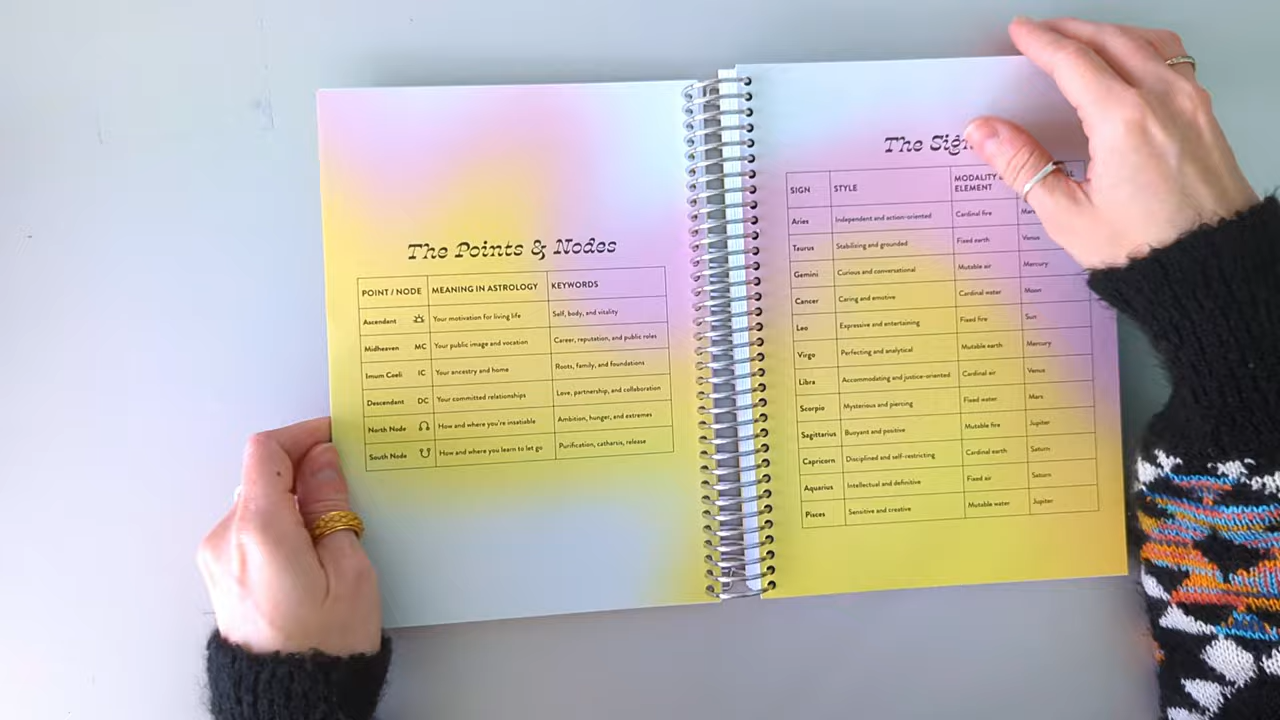 The Points & Nodes
POINT / NODE MEANING IN ASTROLOGY KEYWORDS
Ascendant Your motivation for living life Self, body, and vitality
Midheaven MC Your public image and vocation Career, reputation, and public roles
Imum Coeli IC Your ancestry and home Roots, family, and foundations
Descendant DC Your committed relationships Love, partnership, and collaboration
North Node How and where you're insatiable Ambition, hunger, and extremes
South Node How and where you learn to let go Purification, catharsis, release
The
SIGN STYLE MODALITY
ELEMENT
Aries Independent and action-oriented Cardinal fire
Taurus Stabilizing and grounded Fixed earth Venus
Gemini Curious and conversational Mutable air Mercury
Cancer Caring and emotive Cardinal water Moon
Leo Expressive and entertaining Fixed fire Sun
Virgo Perfecting and analytical Mutable earth Mercury
Libra Accommodating and justice-oriented Cardinal air Venus
Scorpio Mysterious and piercing Fixed water Mars
Sagittarius Buoyant and positive Mutable fire Jupiter
Capricorn Disciplined and self-restricting Cardinal earth Saturn
Aquarius Intellectual and definitive Fixed air Saturn
Pisces Sensitive and creative Mutable water Jupiter